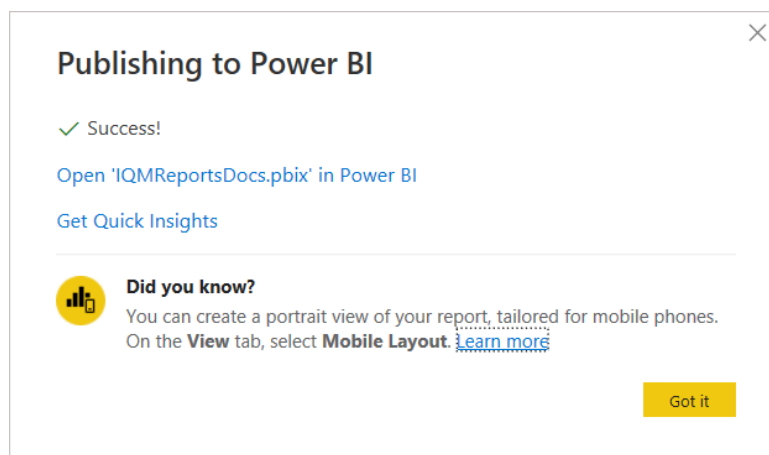 Publishing to Power BI
Success!
Open 'IQMReportsDocs.pbix' in Power BI
Get Quick Insights
Did you know?
You can create a portrait view of your report, tailored for mobile phones.
On the View tab, select Mobile Layout. Learn more
Got it